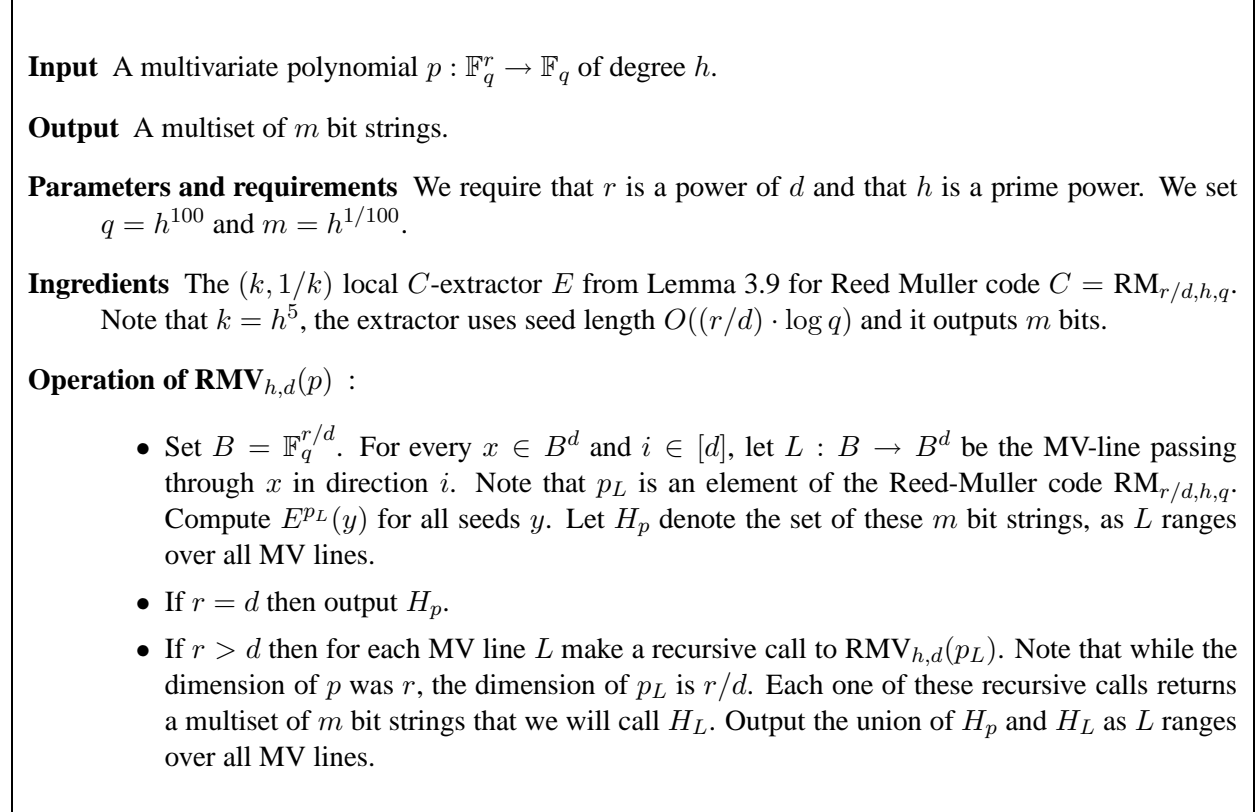 Input A multivariate polynomial p : 𝔽_q^r → 𝔽_q of degree h.
Output A multiset of m bit strings.
Parameters and requirements We require that r is a power of d and that h is a prime power. We set
q = h^{100} and m = h^{1/100}.
Ingredients The (k, 1/k) local C-extractor E from Lemma 3.9 for Reed Muller code C = RM_{r/d,h,q}.
Note that k = h^5, the extractor uses seed length O((r/d) · log q) and it outputs m bits.
Operation of RMV_{h,d}(p) :
• Set B = 𝔽_q^{r/d}. For every x ∈ B^d and i ∈ [d], let L : B → B^d be the MV-line passing
through x in direction i. Note that p_L is an element of the Reed-Muller code RM_{r/d,h,q}.
Compute E^{p_L}(y) for all seeds y. Let H_p denote the set of these m bit strings, as L ranges
over all MV lines.
• If r = d then output H_p.
• If r > d then for each MV line L make a recursive call to RMV_{h,d}(p_L). Note that while the
dimension of p was r, the dimension of p_L is r/d. Each one of these recursive calls returns
a multiset of m bit strings that we will call H_L. Output the union of H_p and H_L as L ranges
over all MV lines.